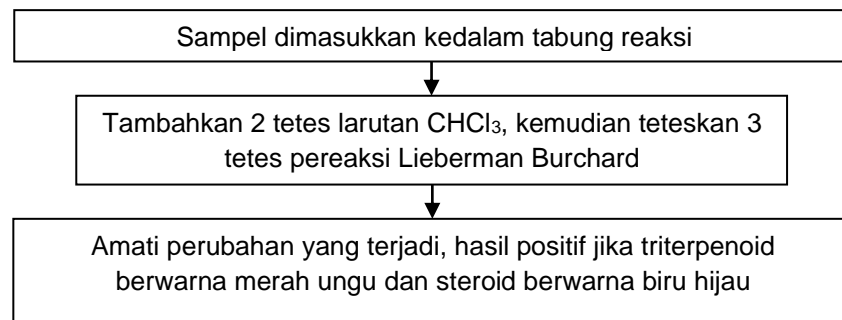 Sampel dimasukkan kedalam tabung reaksi
Tambahkan 2 tetes larutan CHCl₃, kemudian teteskan 3
tetes pereaksi Lieberman Burchard
Amati perubahan yang terjadi, hasil positif jika triterpenoid
berwarna merah ungu dan steroid berwarna biru hijau